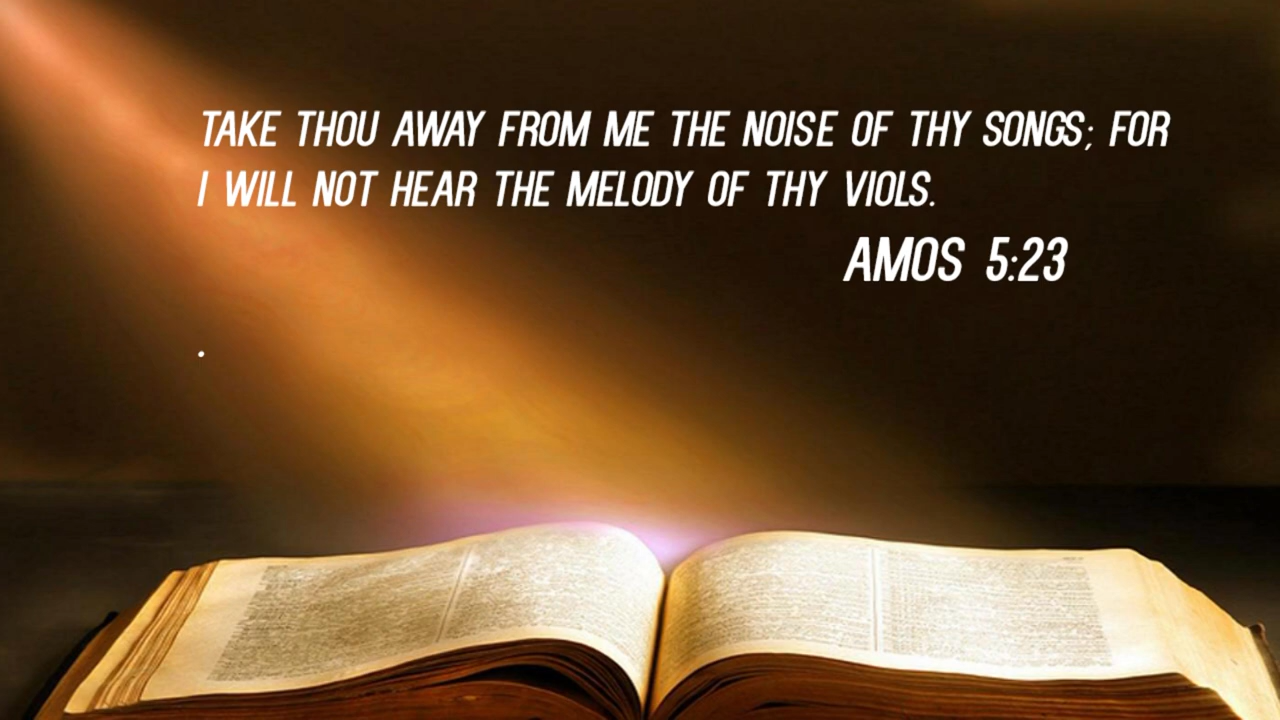 TAKE THOU AWAY FROM ME THE NOISE OF THY SONGS; FOR
I WILL NOT HEAR THE MELODY OF THY VIOLS.
AMOS 5:23
.